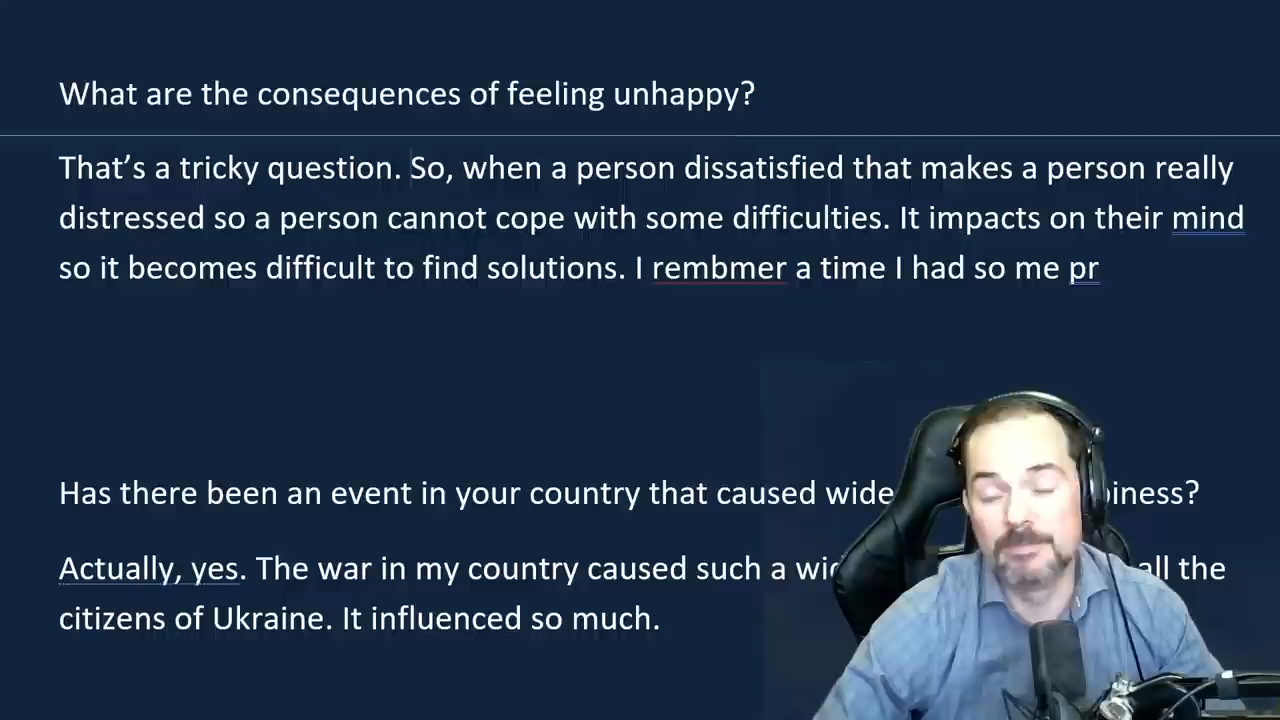 What are the consequences of feeling unhappy?
That’s a tricky question. So, when a person dissatisfied that makes a person really
distressed so a person cannot cope with some difficulties. It impacts on their mind
so it becomes difficult to find solutions. I rembmer a time I had so me pr
Has there been an event in your country that caused wide iness?
Actually, yes. The war in my country caused such a all the
citizens of Ukraine. It influenced so much.